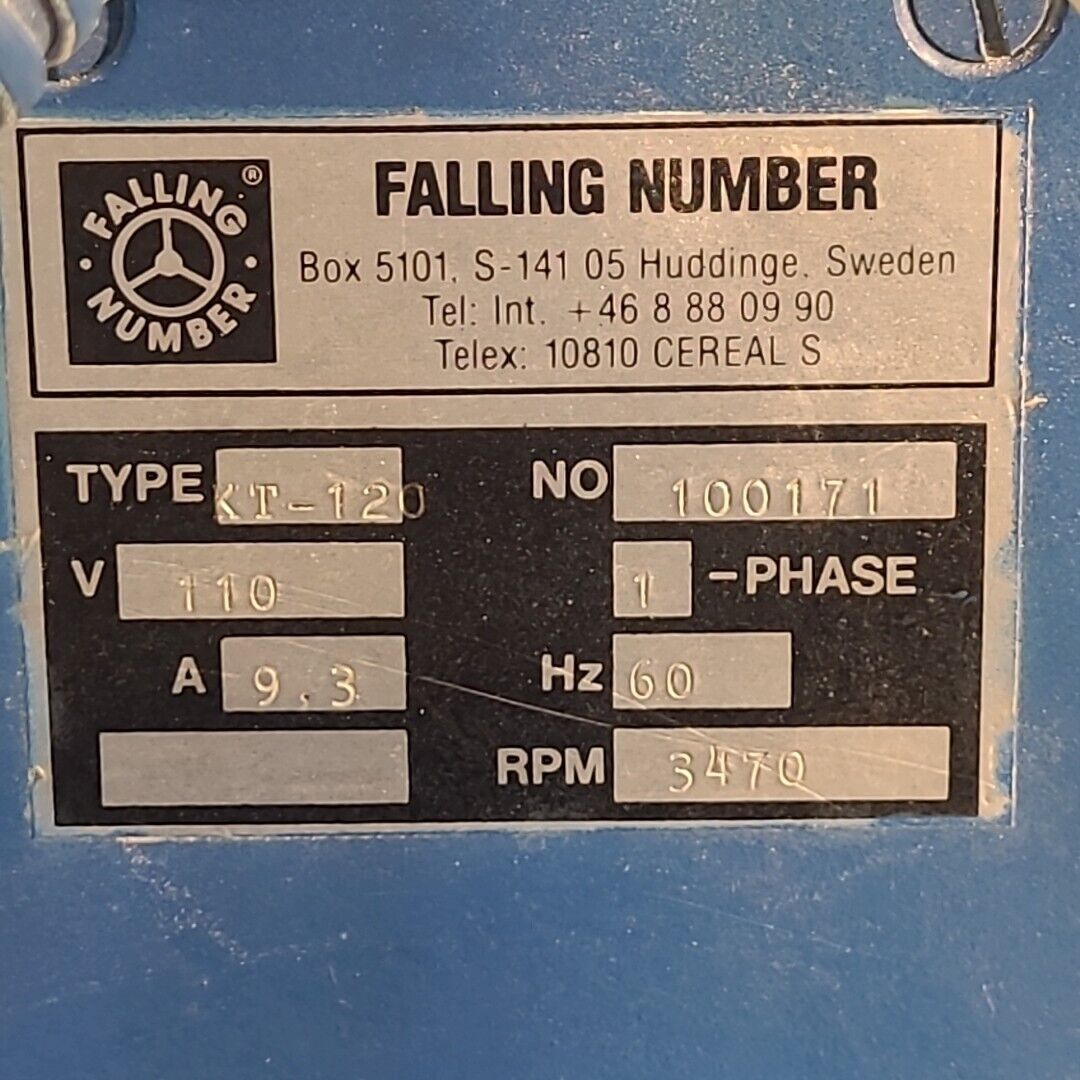 FALLING NUMBER ®
FALLING NUMBER
Box 5101, S-141 05 Huddinge, Sweden
Tel: Int. +46 8 88 09 90
Telex: 10810 CEREAL S
TYPE KT-120 NO 100171
V 110 1 -PHASE
A 9.3 Hz 60
RPM 3470